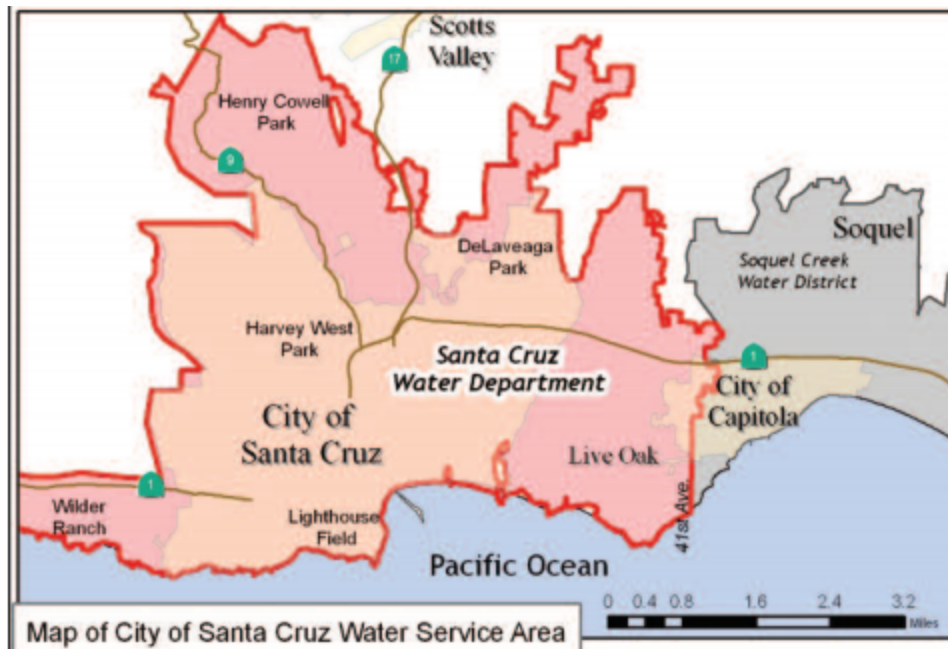 Scotts
Valley
17
Henry Cowell
Park
9
DeLaveaga
Park
Soquel
Soquel Creek
Water District
Harvey West
Park
Santa Cruz
Water Department
1
City of
Capitola
City of
Santa Cruz
Live Oak
1
Wilder
Ranch
Lighthouse
Field
41st Ave.
Pacific Ocean
0 0.4 0.8 1.6 2.4 3.2
Miles
Map of City of Santa Cruz Water Service Area